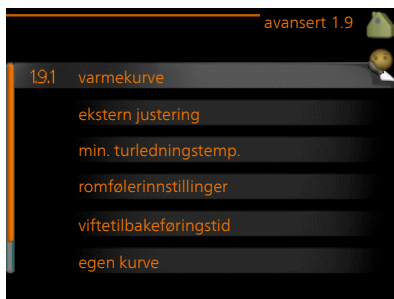 avansert 1.9
1.9.1 varmekurve
ekstern justering
min. turledningstemp.
romfølerinnstillinger
viftetilbakeføringstid
egen kurve